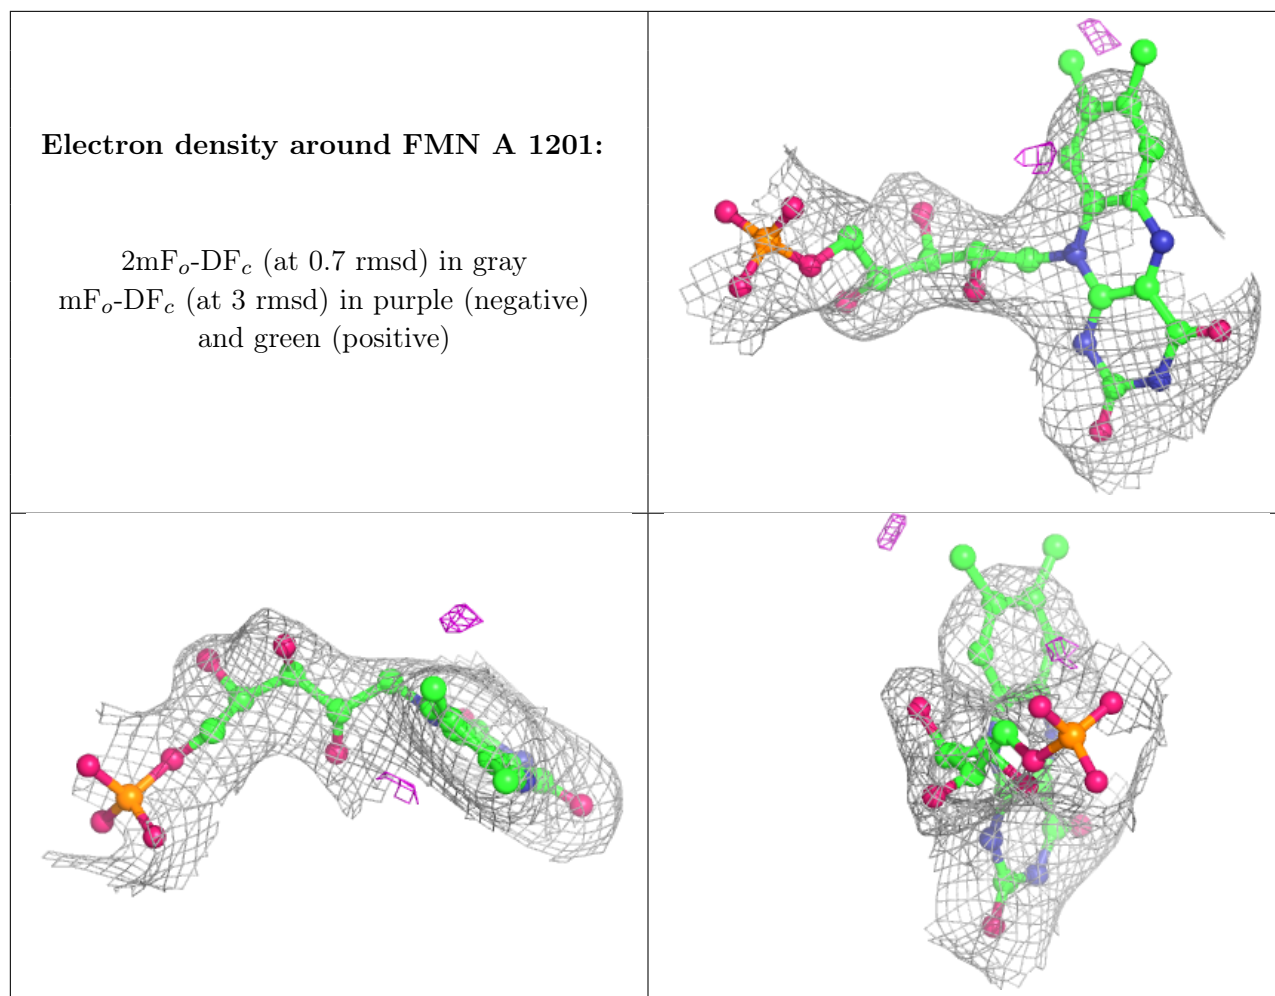 Electron density around FMN A 1201:
2mFo-DFc (at 0.7 rmsd) in gray
mFo-DFc (at 3 rmsd) in purple (negative)
and green (positive)